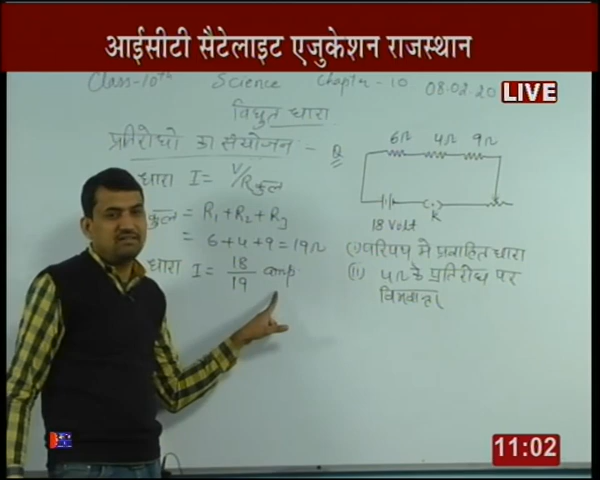 आईसीटी सैटेलाइट एजुकेशन राजस्थान
Class-10th Science Chapter-10 08.02.20
LIVE
विद्युत धारा
प्रतिरोधो का संयोजन -
धारा I = V/Rकुल
कुल = R1 + R2 + R3
= 6 + 4 + 9 = 19Ω
धारा I = 18/19 amp.
Q
6Ω 4Ω 9Ω
18 Volt K
(i) परिपथ मे प्रवाहित धारा
(ii) 4Ω के प्रतिरोध पर
विभवान्तर
11:02